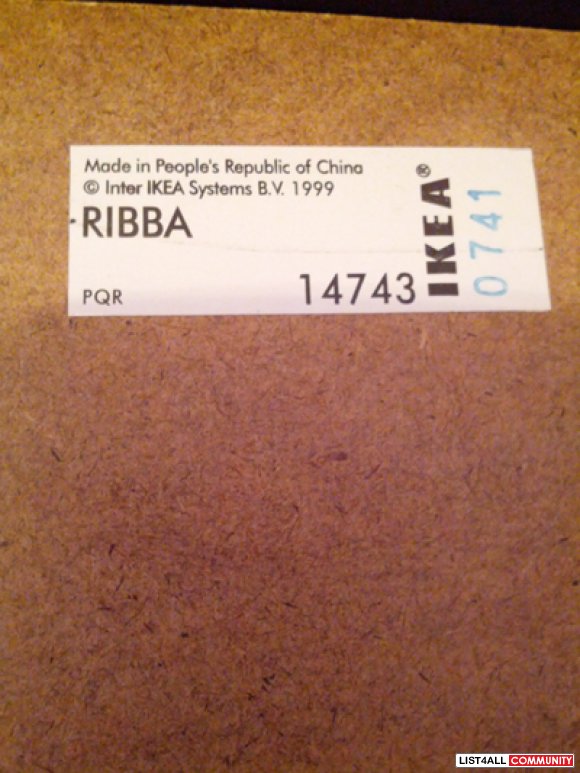 Made in People's Republic of China
© Inter IKEA Systems B.V. 1999
RIBBA
PQR
14743
IKEA®
0741
LIST4ALL COMMUNITY